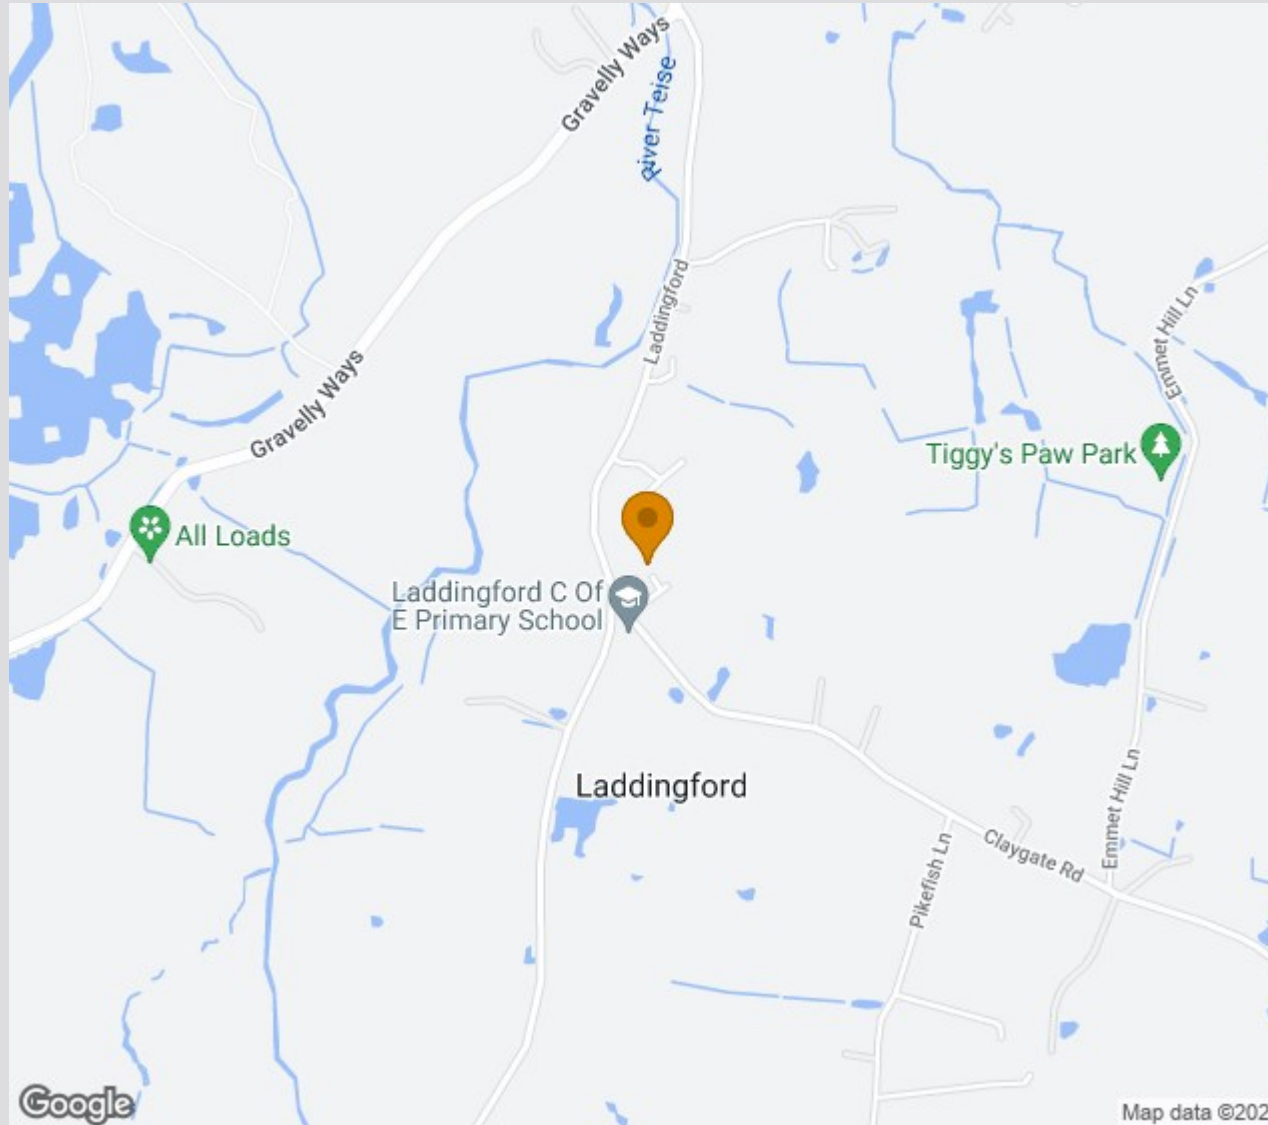 Gravelly Ways
River Teise
Laddingford
Emmet Hill Ln
Gravelly Ways
Tiggy's Paw Park
All Loads
Laddingford C Of
E Primary School
Laddingford
Emmet Hill Ln
Claygate Rd
Pikefish Ln
Google
Map data ©202